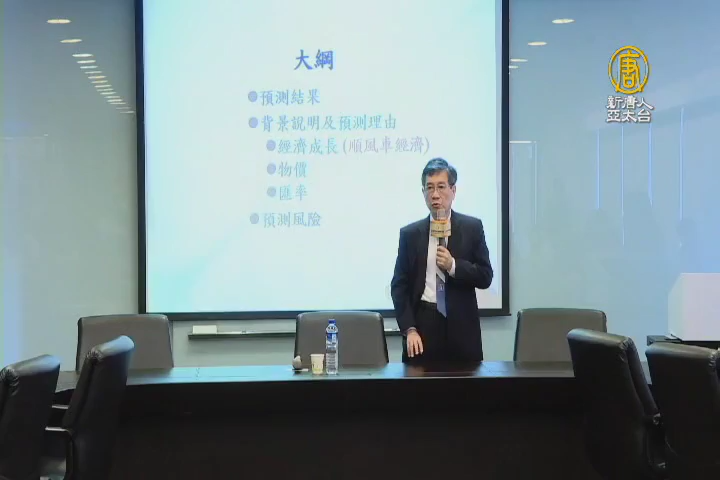 大綱
預測結果
背景說明及預測理由
經濟成長(順風車經濟)
物價
匯率
預測風險
唐
新唐人
亞太台